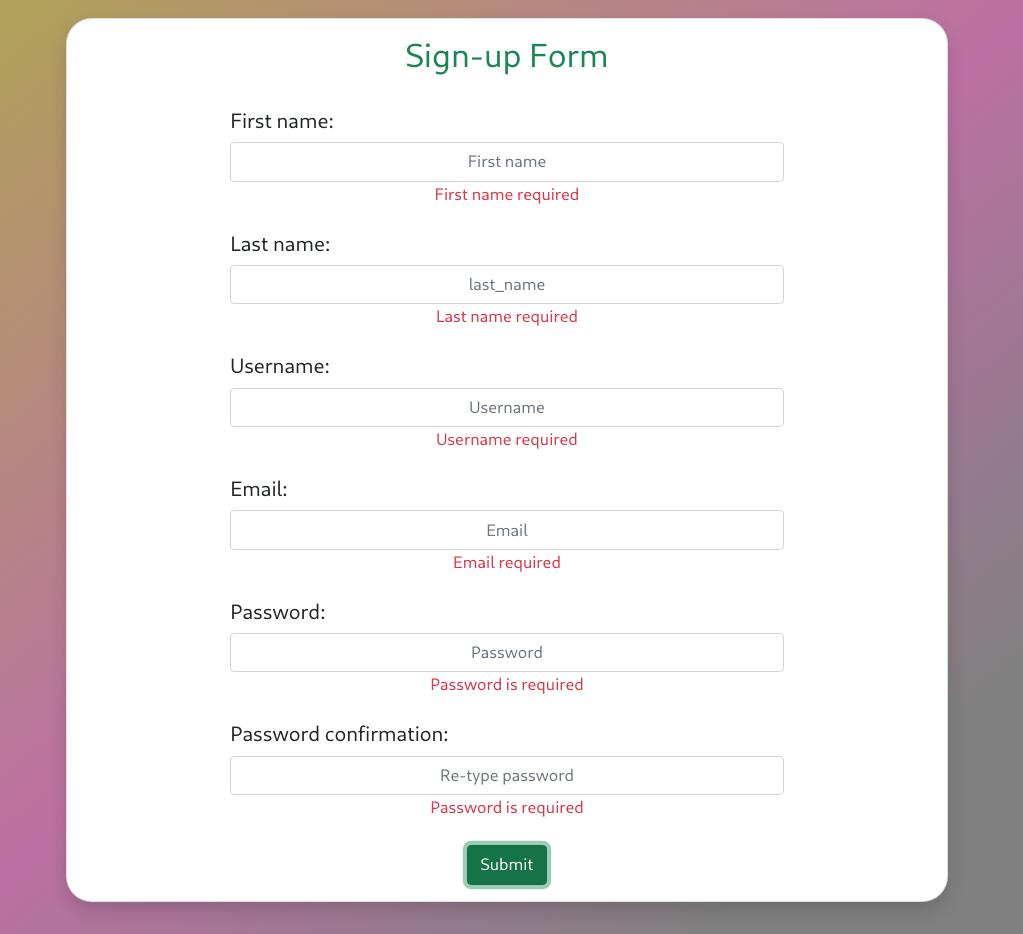 Sign-up Form
First name:
First name
First name required
Last name:
last_name
Last name required
Username:
Username
Username required
Email:
Email
Email required
Password:
Password
Password is required
Password confirmation:
Re-type password
Password is required
Submit